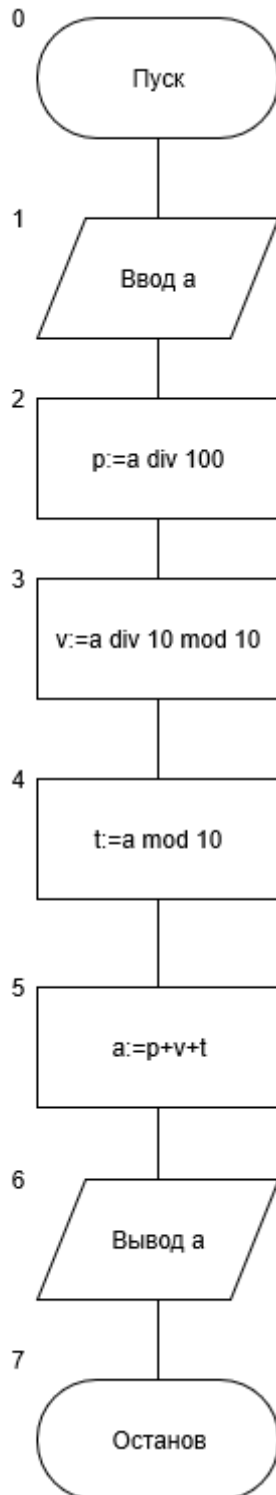 0
Пуск
1
Ввод a
2
p:=a div 100
3
v:=a div 10 mod 10
4
t:=a mod 10
5
a:=p+v+t
6
Вывод a
7
Останов